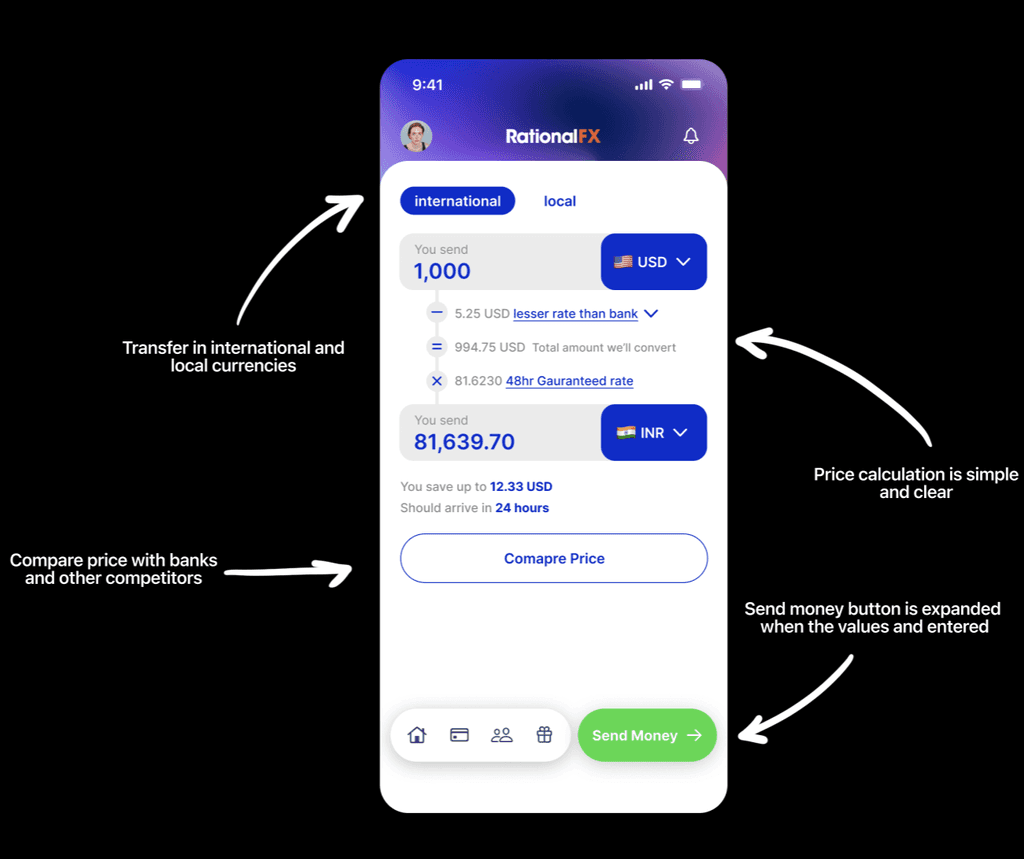 9:41
RationalFX
international local
You send
1,000
USD
5.25 USD lesser rate than bank
994.75 USD Total amount we'll convert
81.6230 48hr Gauranteed rate
You send
81,639.70
INR
You save up to 12.33 USD
Should arrive in 24 hours
Comapre Price
Send Money →
Transfer in international and
local currencies
Price calculation is simple
and clear
Compare price with banks
and other competitors
Send money button is expanded
when the values and entered